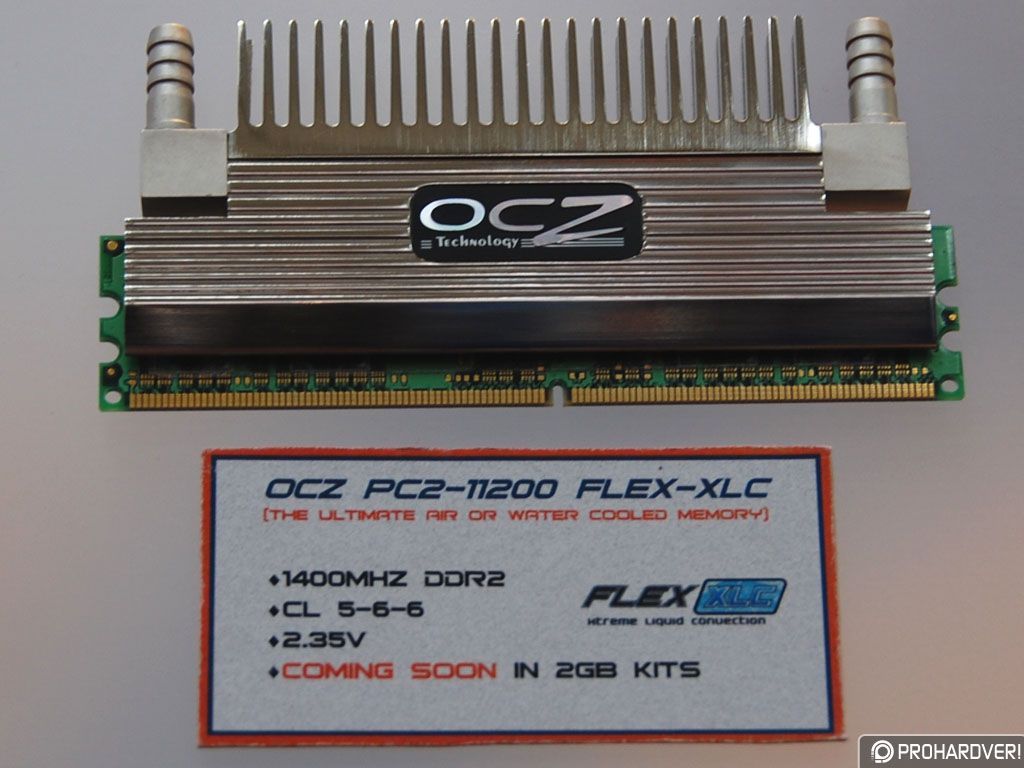 OCZ
Technology
OCZ PC2-11200 FLEX-XLC
(THE ULTIMATE AIR OR WATER COOLED MEMORY)
♦1400MHZ DDR2
♦CL 5-6-6
♦2.35V
♦COMING SOON IN 2GB KITS
FLEX XLC
xtreme liquid convection
PROHARDVER!